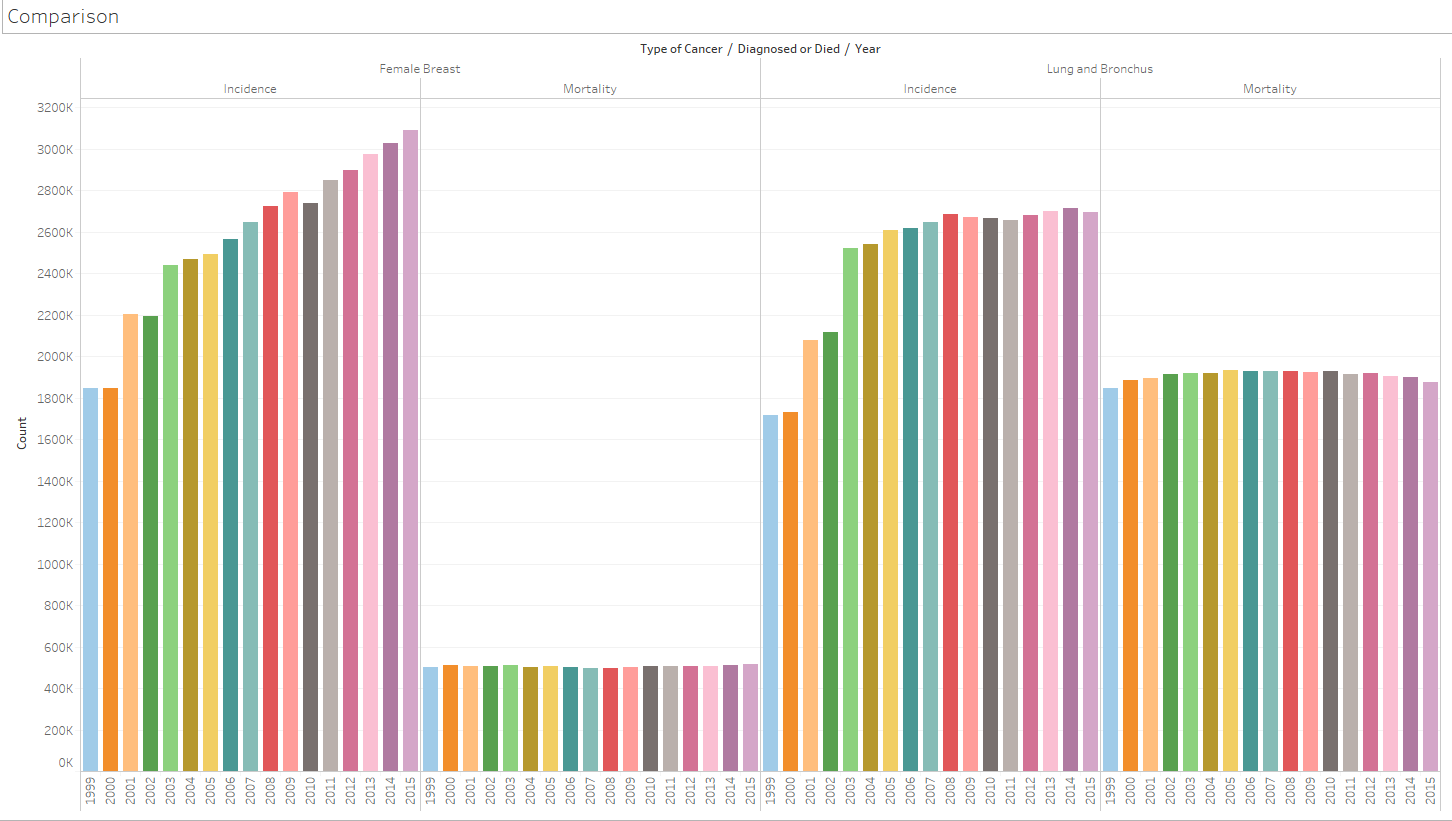 Comparison
Type of Cancer / Diagnosed or Died / Year
Female Breast Lung and Bronchus
Incidence Mortality Incidence Mortality
3200K
3000K
2800K
2600K
2400K
2200K
2000K
1800K
1600K
1400K
1200K
1000K
800K
600K
400K
200K
0K
Count
1999 2000 2001 2002 2003 2004 2005 2006 2007 2008 2009 2010 2011 2012 2013 2014 2015 1999 2000 2001 2002 2003 2004 2005 2006 2007 2008 2009 2010 2011 2012 2013 2014 2015 1999 2000 2001 2002 2003 2004 2005 2006 2007 2008 2009 2010 2011 2012 2013 2014 2015 1999 2000 2001 2002 2003 2004 2005 2006 2007 2008 2009 2010 2011 2012 2013 2014 2015